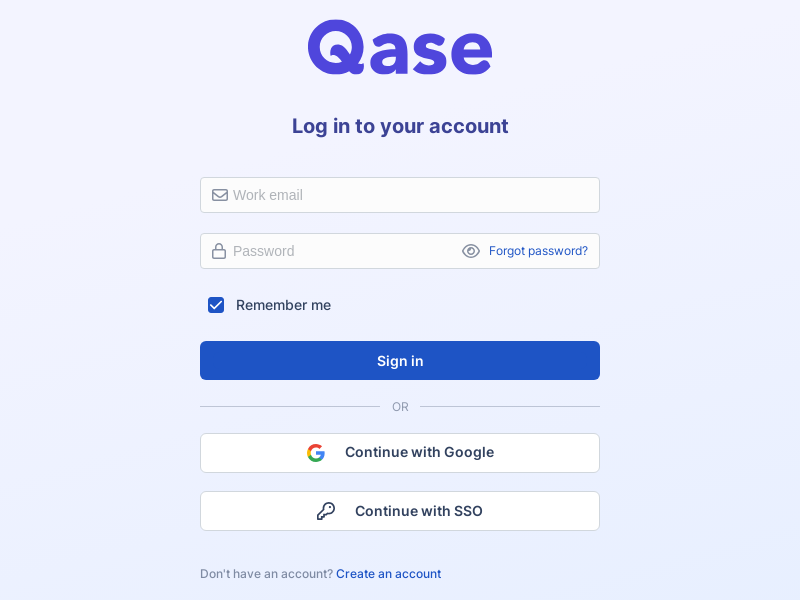 Qase
Log in to your account
Work email
Password
Forgot password?
Remember me
Sign in
OR
Continue with Google
Continue with SSO
Don't have an account? Create an account